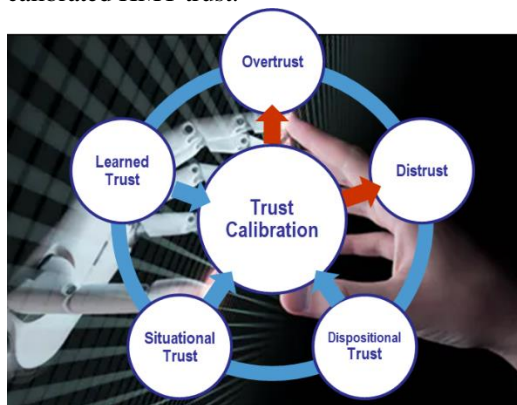 Overtrust
Learned
Trust
Distrust
Trust
Calibration
Situational
Trust
Dispositional
Trust